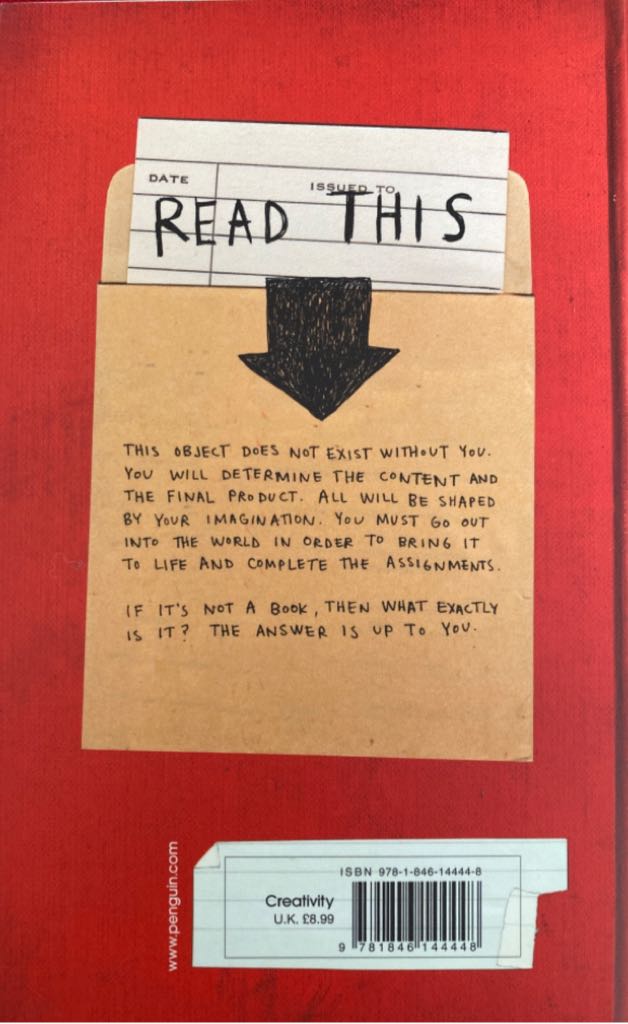 DATE
ISSUED TO
READ THIS
THIS OBJECT DOES NOT EXIST WITHOUT YOU.
YOU WILL DETERMINE THE CONTENT AND
THE FINAL PRODUCT. ALL WILL BE SHAPED
BY YOUR IMAGINATION. YOU MUST GO OUT
INTO THE WORLD IN ORDER TO BRING IT
TO LIFE AND COMPLETE THE ASSIGNMENTS.
IF IT'S NOT A BOOK, THEN WHAT EXACTLY
IS IT? THE ANSWER IS UP TO YOU.
www.penguin.com
ISBN 978-1-846-14444-8
Creativity
U.K. £8.99
9 781846 144448